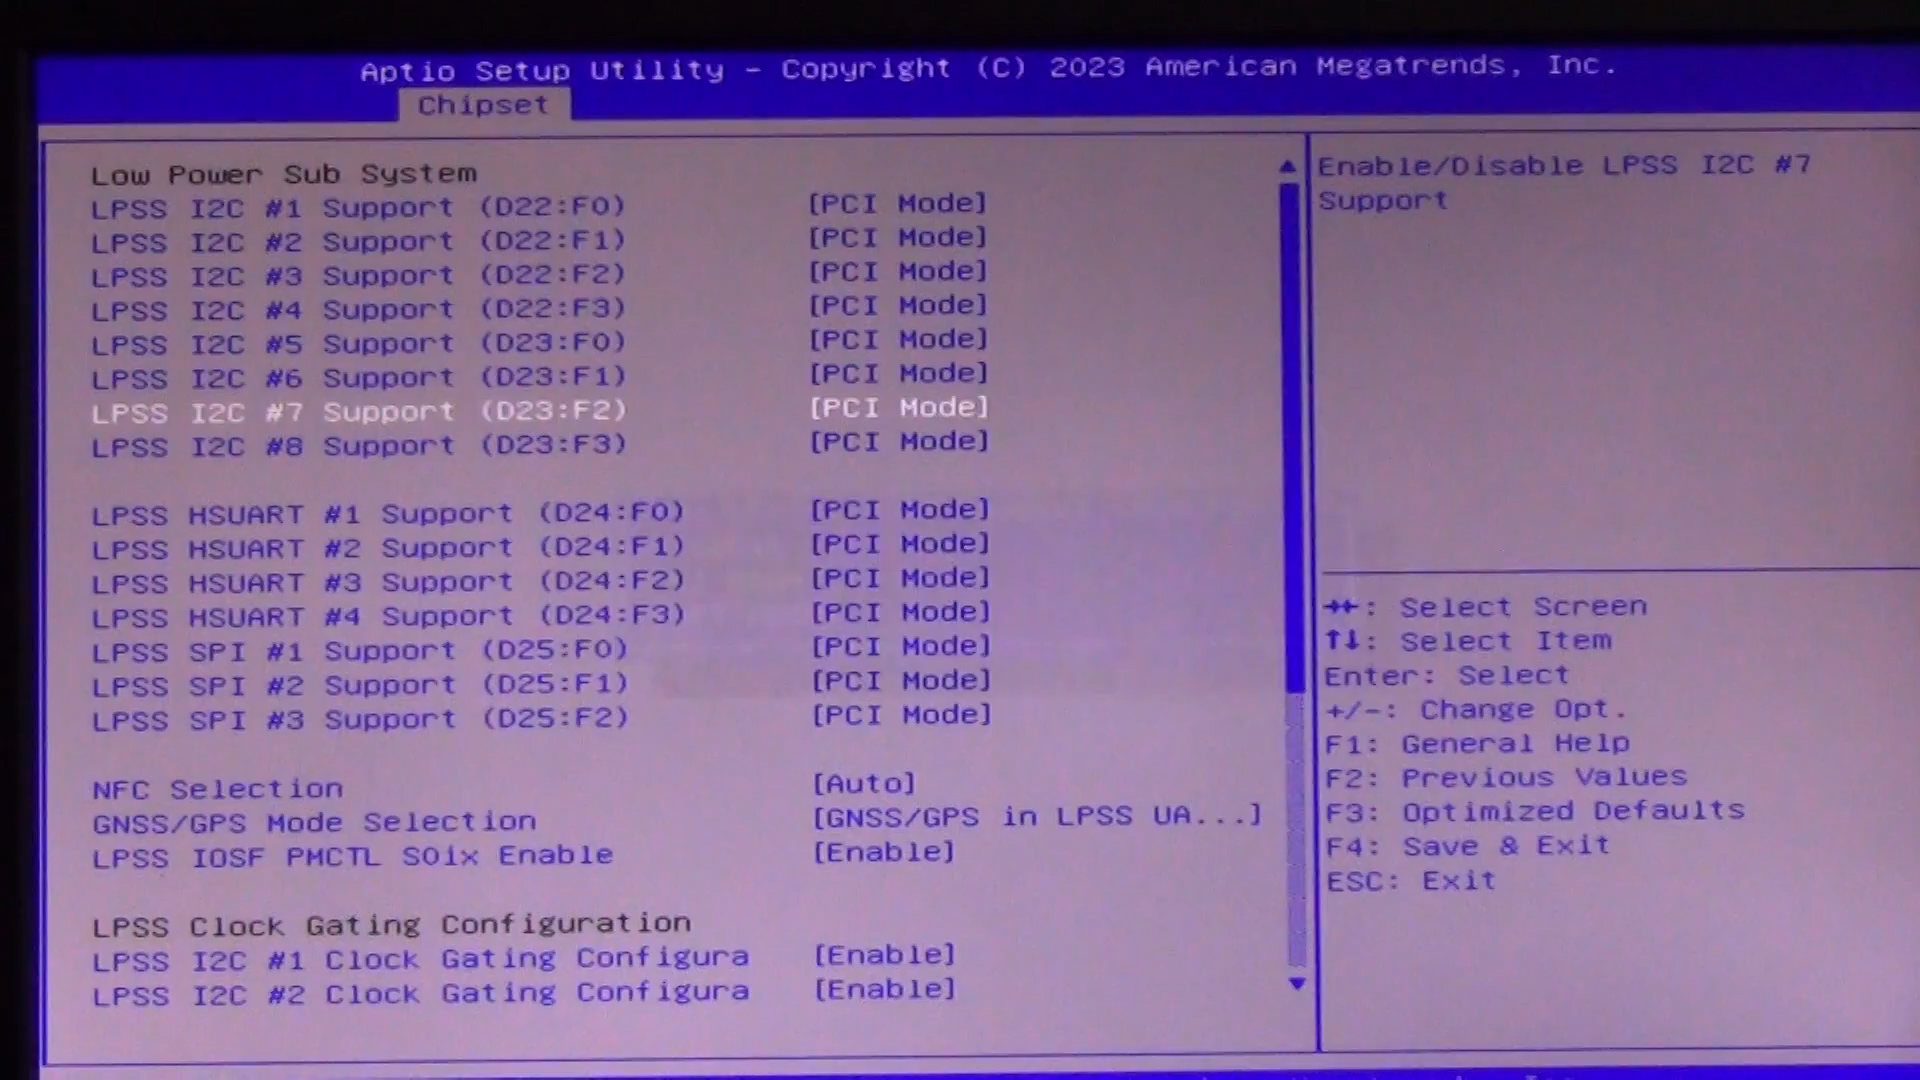 Aptio Setup Utility - Copyright (C) 2023 American Megatrends, Inc.
Chipset
Low Power Sub System
LPSS I2C #1 Support (D22:F0) [PCI Mode]
LPSS I2C #2 Support (D22:F1) [PCI Mode]
LPSS I2C #3 Support (D22:F2) [PCI Mode]
LPSS I2C #4 Support (D22:F3) [PCI Mode]
LPSS I2C #5 Support (D23:F0) [PCI Mode]
LPSS I2C #6 Support (D23:F1) [PCI Mode]
LPSS I2C #7 Support (D23:F2) [PCI Mode]
LPSS I2C #8 Support (D23:F3) [PCI Mode]
LPSS HSUART #1 Support (D24:F0) [PCI Mode]
LPSS HSUART #2 Support (D24:F1) [PCI Mode]
LPSS HSUART #3 Support (D24:F2) [PCI Mode]
LPSS HSUART #4 Support (D24:F3) [PCI Mode]
LPSS SPI #1 Support (D25:F0) [PCI Mode]
LPSS SPI #2 Support (D25:F1) [PCI Mode]
LPSS SPI #3 Support (D25:F2) [PCI Mode]
NFC Selection [Auto]
GNSS/GPS Mode Selection [GNSS/GPS in LPSS UA...]
LPSS IOSF PMCTL S0ix Enable [Enable]
LPSS Clock Gating Configuration
LPSS I2C #1 Clock Gating Configura [Enable]
LPSS I2C #2 Clock Gating Configura [Enable]
Enable/Disable LPSS I2C #7
Support
→←: Select Screen
↑↓: Select Item
Enter: Select
+/-: Change Opt.
F1: General Help
F2: Previous Values
F3: Optimized Defaults
F4: Save & Exit
ESC: Exit